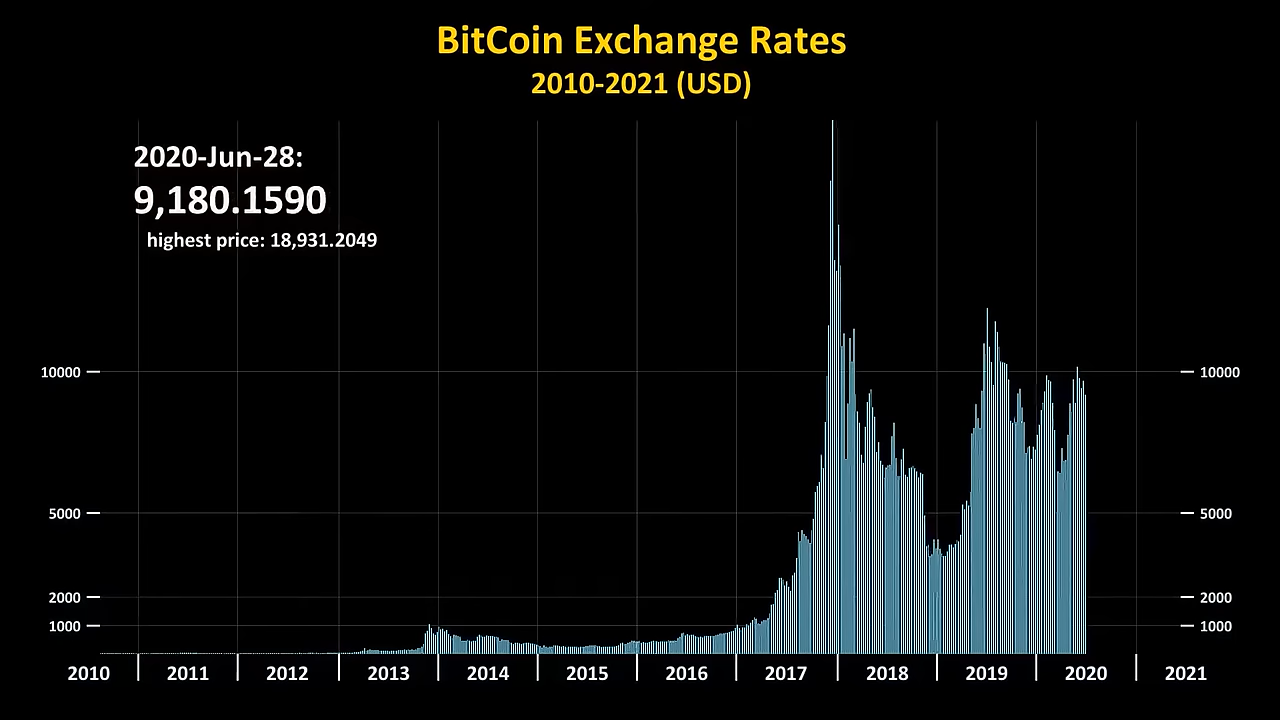 BitCoin Exchange Rates
2010-2021 (USD)
2020-Jun-28:
9,180.1590
highest price: 18,931.2049
10000 10000
5000 5000
2000 2000
1000 1000
2010 2011 2012 2013 2014 2015 2016 2017 2018 2019 2020 2021